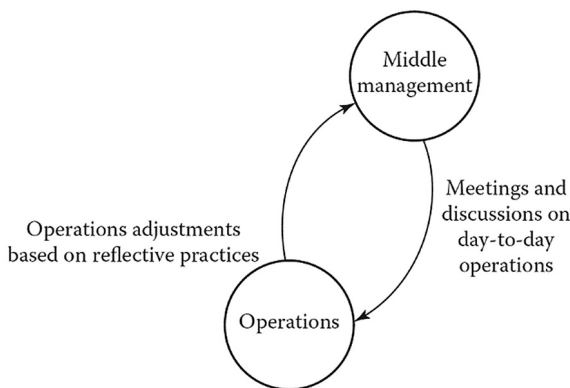 Middle
management
Meetings and
discussions on
day-to-day
operations
Operations adjustments
based on reflective practices
Operations